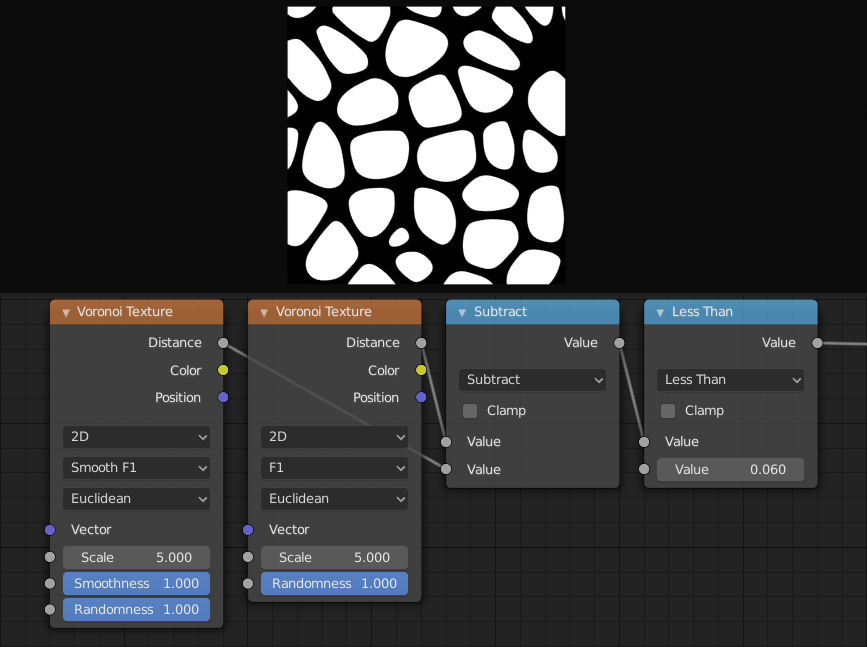 Voronoi Texture
Distance
Color
Position
2D
Smooth F1
Euclidean
Vector
Scale 5.000
Smoothness 1.000
Randomness 1.000
Voronoi Texture
Distance
Color
Position
2D
F1
Euclidean
Vector
Scale 5.000
Randomness 1.000
Subtract
Value
Subtract
Clamp
Value
Value
Less Than
Value
Less Than
Clamp
Value
Value 0.060